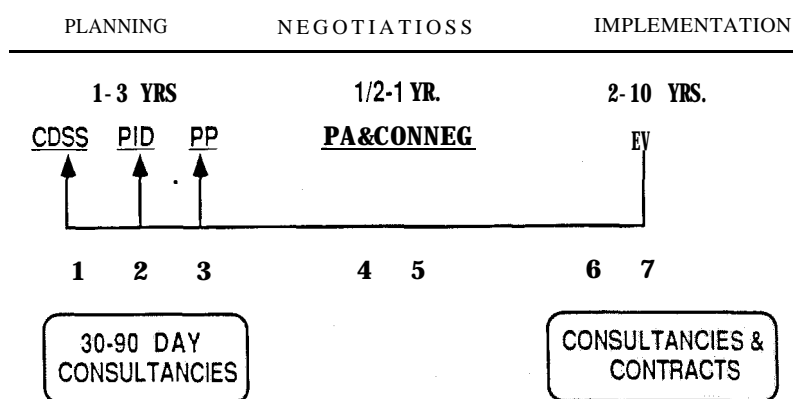 PLANNING NEGOTIATIOSS IMPLEMENTATION
1-3 YRS 1/2-1 YR. 2-10 YRS.
CDSS PID PP PA&CONNEG EV
1 2 3 4 5 6 7
30-90 DAY
CONSULTANCIES
CONSULTANCIES &
CONTRACTS